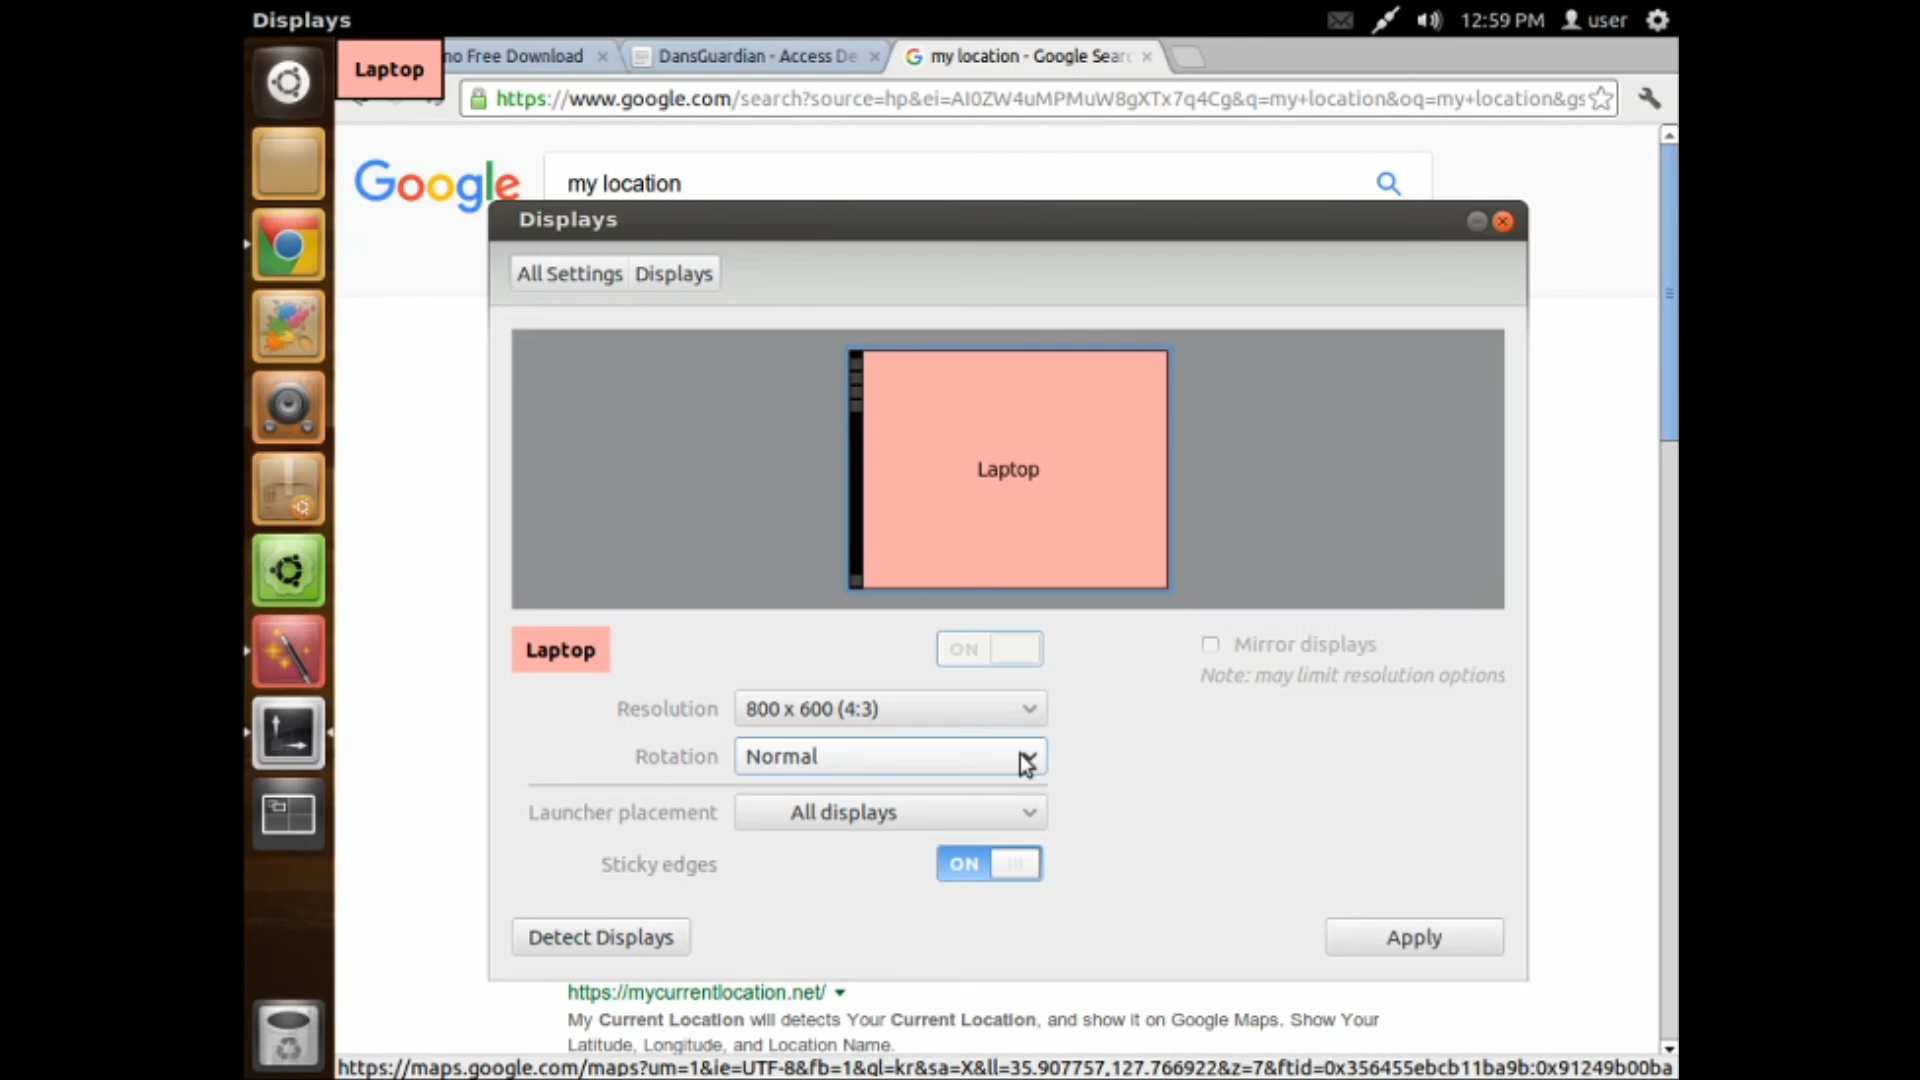 Displays
12:59 PM user
Laptop
no Free Download
DansGuardian - Access De
my location - Google Sear
https://www.google.com/search?source=hp&ei=AI0ZW4uMPMuW8gXTx7q4Cg&q=my+location&oq=my+location&gs
Google
my location
Displays
All Settings Displays
Laptop
Laptop
ON
Mirror displays
Note: may limit resolution options
Resolution 800 x 600 (4:3)
Rotation Normal
Launcher placement All displays
Sticky edges ON
Detect Displays
Apply
https://mycurrentlocation.net/
My Current Location will detects Your Current Location, and show it on Google Maps. Show Your
Latitude, Longitude, and Location Name.
https://maps.google.com/maps?um=1&ie=UTF-8&fb=1&gl=kr&sa=X&ll=35.907757,127.766922&z=7&ftid=0x356455ebcb11ba9b:0x91249b00ba